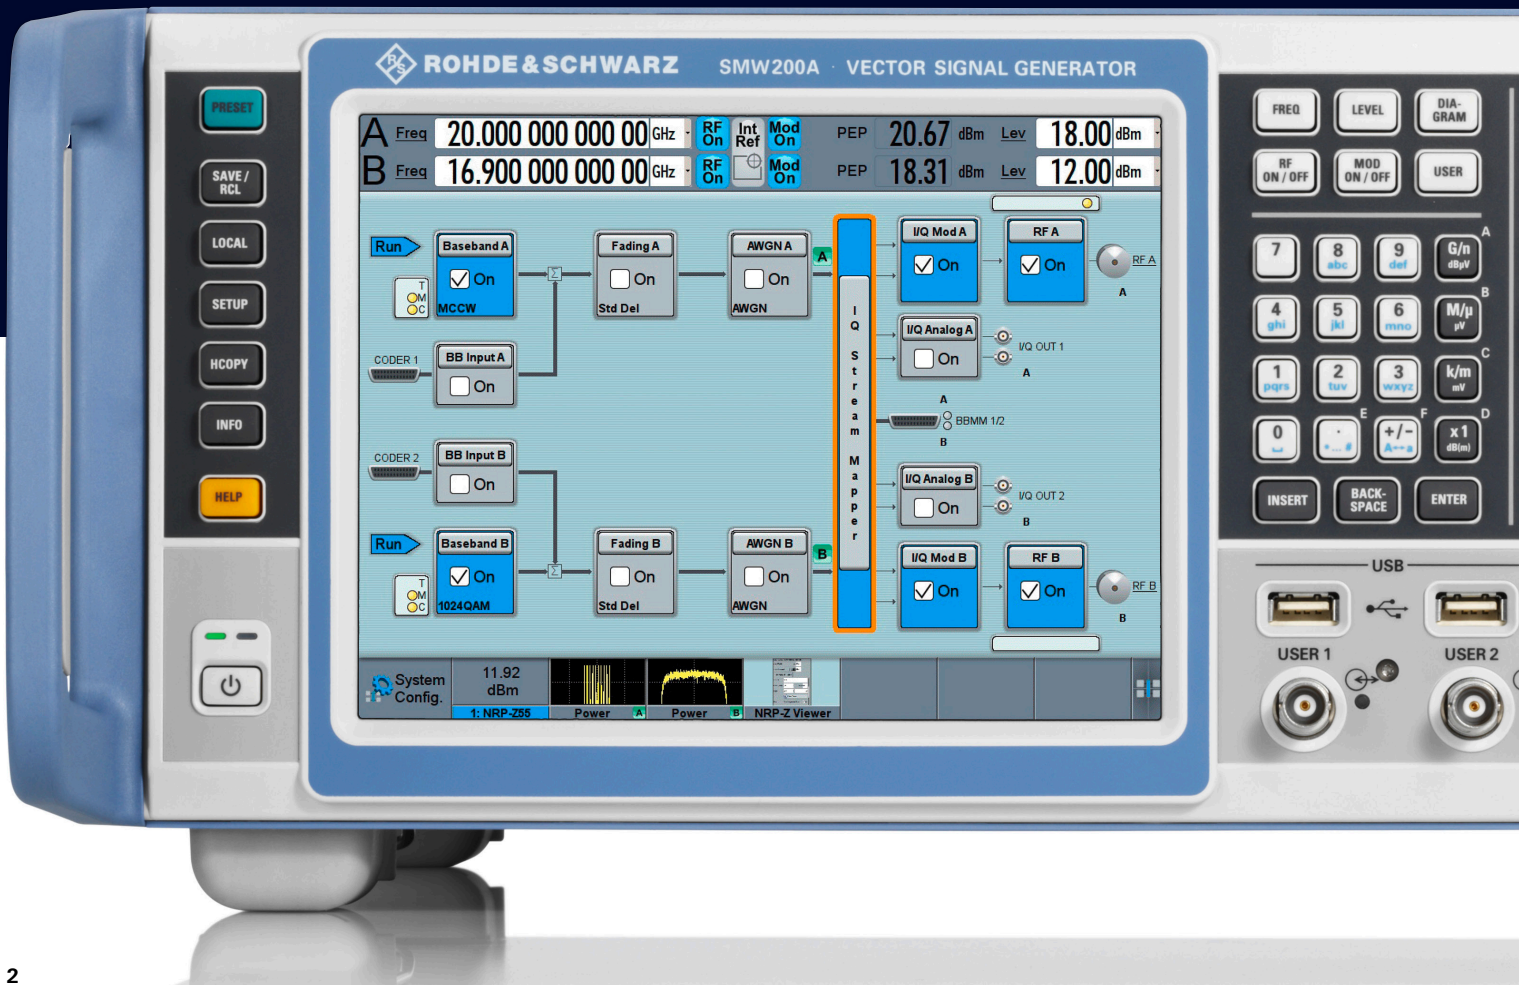 ROHDE&SCHWARZ SMW200A · VECTOR SIGNAL GENERATOR
PRESET
SAVE/
RCL
LOCAL
SETUP
HCOPY
INFO
HELP
A Freq 20.000 000 000 00 GHz RF On Int Ref Mod On PEP 20.67 dBm Lev 18.00 dBm
B Freq 16.900 000 000 00 GHz RF On Mod On PEP 18.31 dBm Lev 12.00 dBm
Run
Baseband A
On
MCCW
T
M
C
Fading A
On
Std Del
AWGN A
On
AWGN
A
I/Q Mod A
On
RF A
On
RF A
A
CODER 1
BB Input A
On
I/Q Analog A
On
I/Q OUT 1
A
IQ Stream Mapper
A
BBMM 1/2
B
CODER 2
BB Input B
On
I/Q Analog B
On
I/Q OUT 2
B
Run
Baseband B
On
1024QAM
T
M
C
Fading B
On
Std Del
AWGN B
On
AWGN
B
I/Q Mod B
On
RF B
On
RF B
B
System
Config.
11.92
dBm
1: NRP-Z55
Power A
Power B
NRP-Z Viewer
FREQ
LEVEL
DIA-
GRAM
RF
ON / OFF
MOD
ON / OFF
USER
7
8
abc
9
def
G/n
dBµV
A
4
ghi
5
jkl
6
mno
M/µ
µV
B
1
pqrs
2
tuv
3
wxyz
k/m
mV
C
0
.
*... #
E
+/-
A↔a
F
x1
dB(m)
D
INSERT
BACK-
SPACE
ENTER
USB
USER 1
USER 2
2